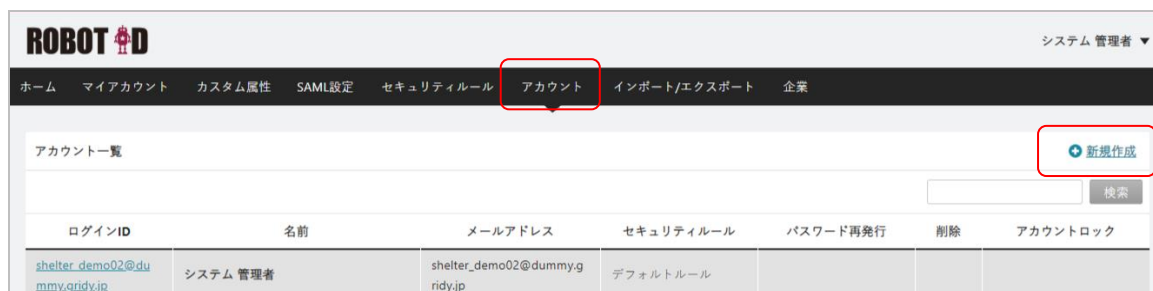 ROBOT ID
システム 管理者 ▼
ホーム マイアカウント カスタム属性 SAML設定 セキュリティルール アカウント インポート/エクスポート 企業
アカウント一覧 新規作成
検索
ログインID 名前 メールアドレス セキュリティルール パスワード再発行 削除 アカウントロック
shelter_demo02@du システム 管理者 shelter_demo02@dummy.g デフォルトルール
mmy.gridy.jp ridy.jp